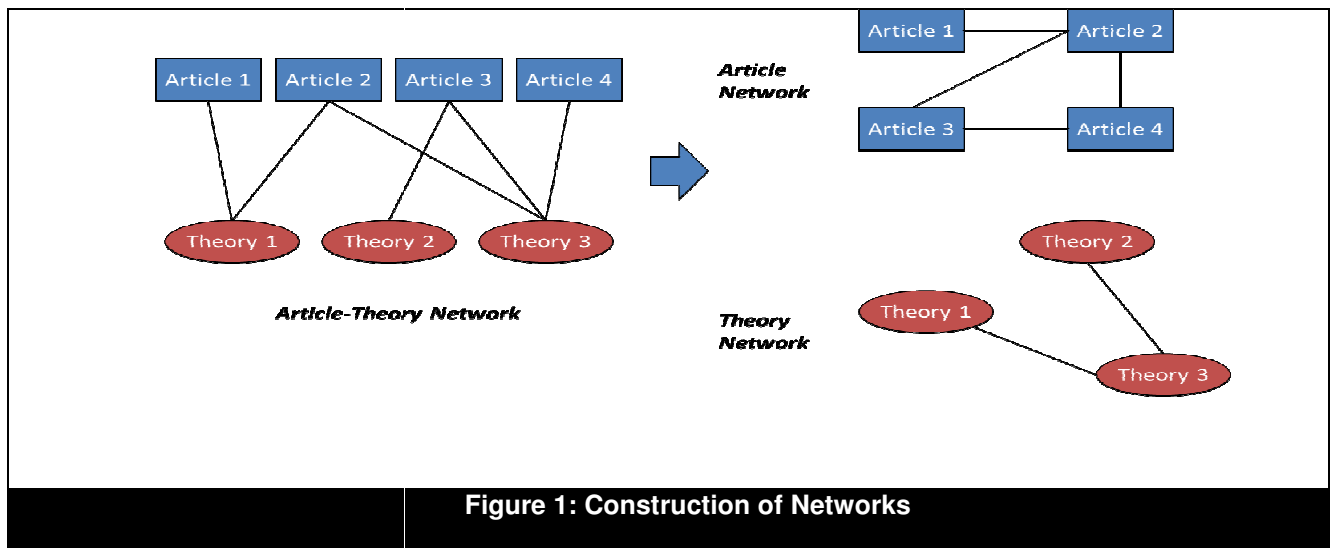 Article 1
Article 2
Article 3
Article 4
Theory 1
Theory 2
Theory 3
Article-Theory Network
Article
Network
Article 1
Article 2
Article 3
Article 4
Theory
Network
Theory 2
Theory 1
Theory 3
Figure 1: Construction of Networks